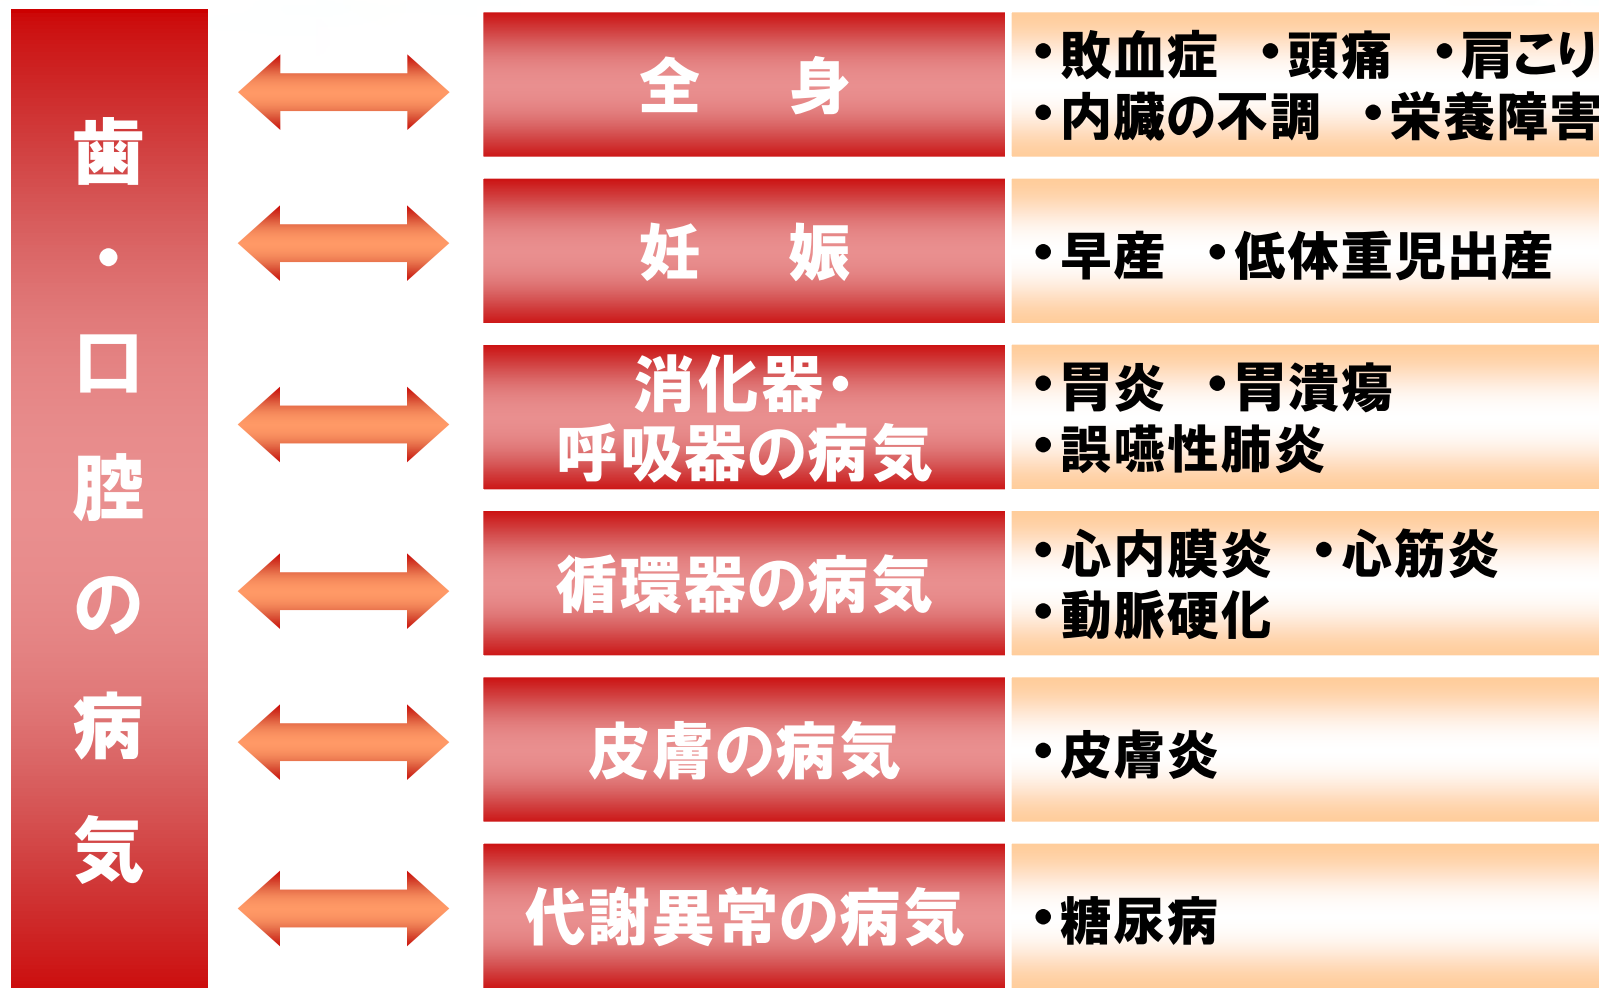 歯・口腔の病気
全身
・敗血症 ・頭痛 ・肩こり
・内臓の不調 ・栄養障害
妊娠
・早産 ・低体重児出産
消化器・
呼吸器の病気
・胃炎 ・胃潰瘍
・誤嚥性肺炎
循環器の病気
・心内膜炎 ・心筋炎
・動脈硬化
皮膚の病気
・皮膚炎
代謝異常の病気
・糖尿病